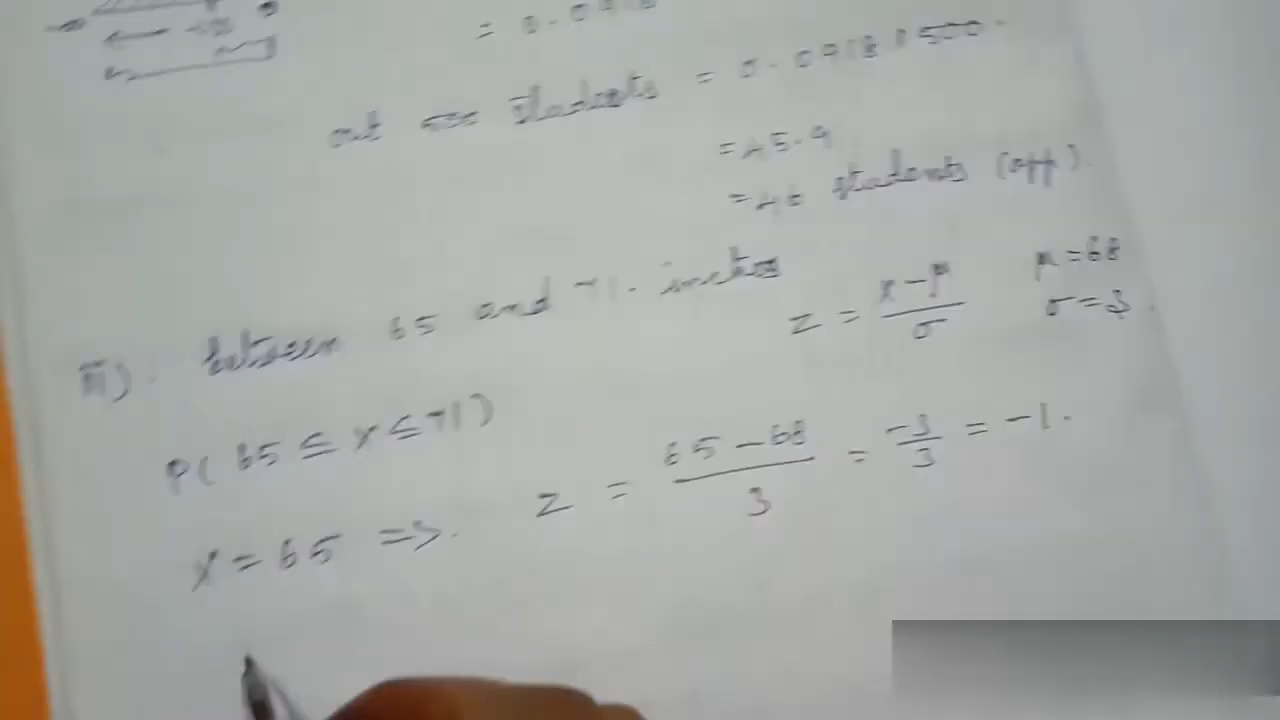 = 0.0918
out 500 students = 0.0918 × 500.
= 45.9
= 46 students (app).
iii). between 65 and 71. inches
z = x-μ/σ μ = 68 σ = 3.
P( 65 ≤ x ≤ 71)
x = 65 =>. z = 65-68/3 = -3/3 = -1.